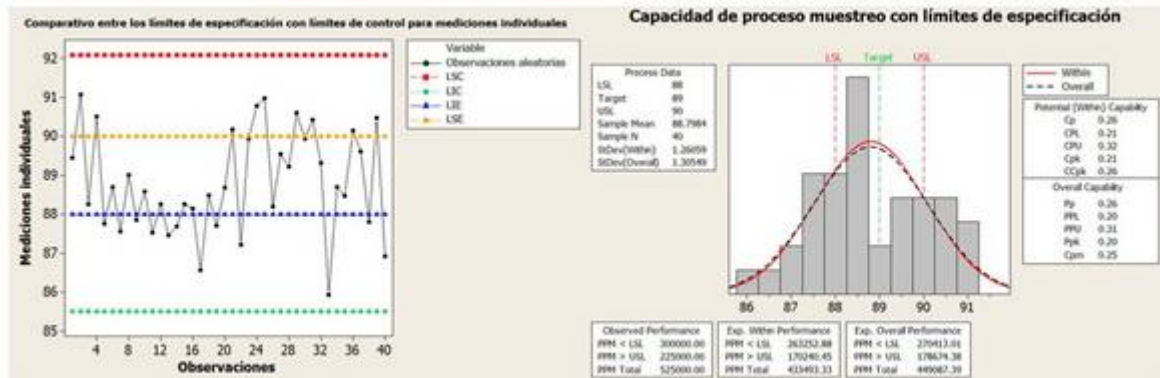 Comparativo entre los límites de especificación con límites de control para mediciones individuales
Mediciones individuales
92
91
90
89
88
87
86
85
4 8 12 16 20 24 28 32 36 40
Observaciones
Variable
Observaciones aleatorias
LSC
LIC
LIE
LSE
Capacidad de proceso muestreo con límites de especificación
Process Data
LSL 88
Target 89
USL 90
Sample Mean 88.7984
Sample N 40
StDev(Within) 1.26059
StDev(Overall) 1.30549
LSL Target USL
86 87 88 89 90 91
Within
Overall
Potential (Within) Capability
Cp 0.26
CPL 0.21
CPU 0.32
Cpk 0.21
CCpk 0.26
Overall Capability
Pp 0.26
PPL 0.20
PPU 0.31
Ppk 0.20
Cpm 0.25
Observed Performance
PPM < LSL 300000.00
PPM > USL 225000.00
PPM Total 525000.00
Exp. Within Performance
PPM < LSL 263252.88
PPM > USL 170240.45
PPM Total 433493.33
Exp. Overall Performance
PPM < LSL 270413.01
PPM > USL 178674.38
PPM Total 449087.39